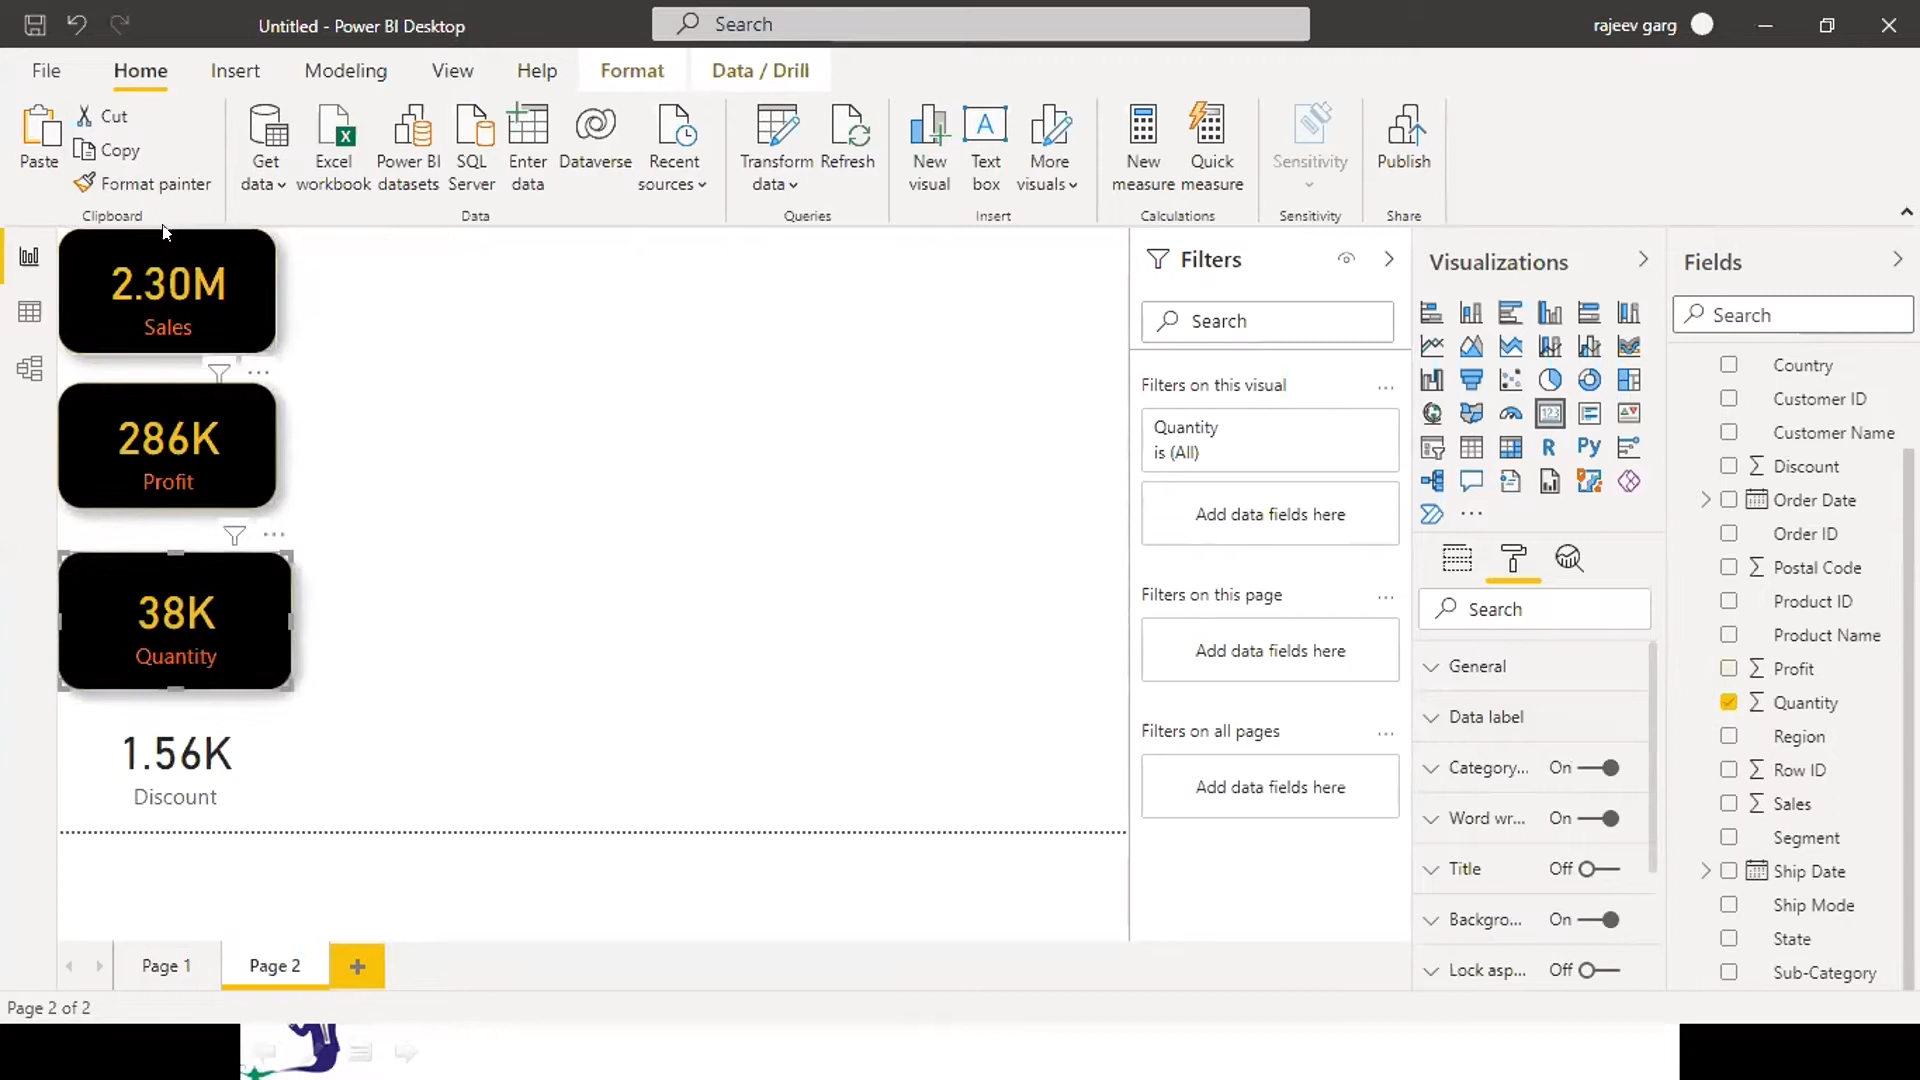 Untitled - Power BI Desktop
Search
rajeev garg
File
Home
Insert
Modeling
View
Help
Format
Data / Drill
Paste
Cut
Copy
Format painter
Clipboard
Get
data
Excel
workbook
Power BI
datasets
SQL
Server
Enter
data
Dataverse
Recent
sources
Data
Transform
data
Refresh
Queries
New
visual
Text
box
More
visuals
Insert
New
measure
Quick
measure
Calculations
Sensitivity
Sensitivity
Publish
Share
2.30M
Sales
286K
Profit
38K
Quantity
1.56K
Discount
Filters
Search
Filters on this visual
Quantity
is (All)
Add data fields here
Filters on this page
Add data fields here
Filters on all pages
Add data fields here
Visualizations
R
Py
Search
General
Data label
Category... On
Word wr... On
Title Off
Backgro... On
Lock asp... Off
Fields
Search
Country
Customer ID
Customer Name
Discount
Order Date
Order ID
Postal Code
Product ID
Product Name
Profit
Quantity
Region
Row ID
Sales
Segment
Ship Date
Ship Mode
State
Sub-Category
Page 1
Page 2
Page 2 of 2